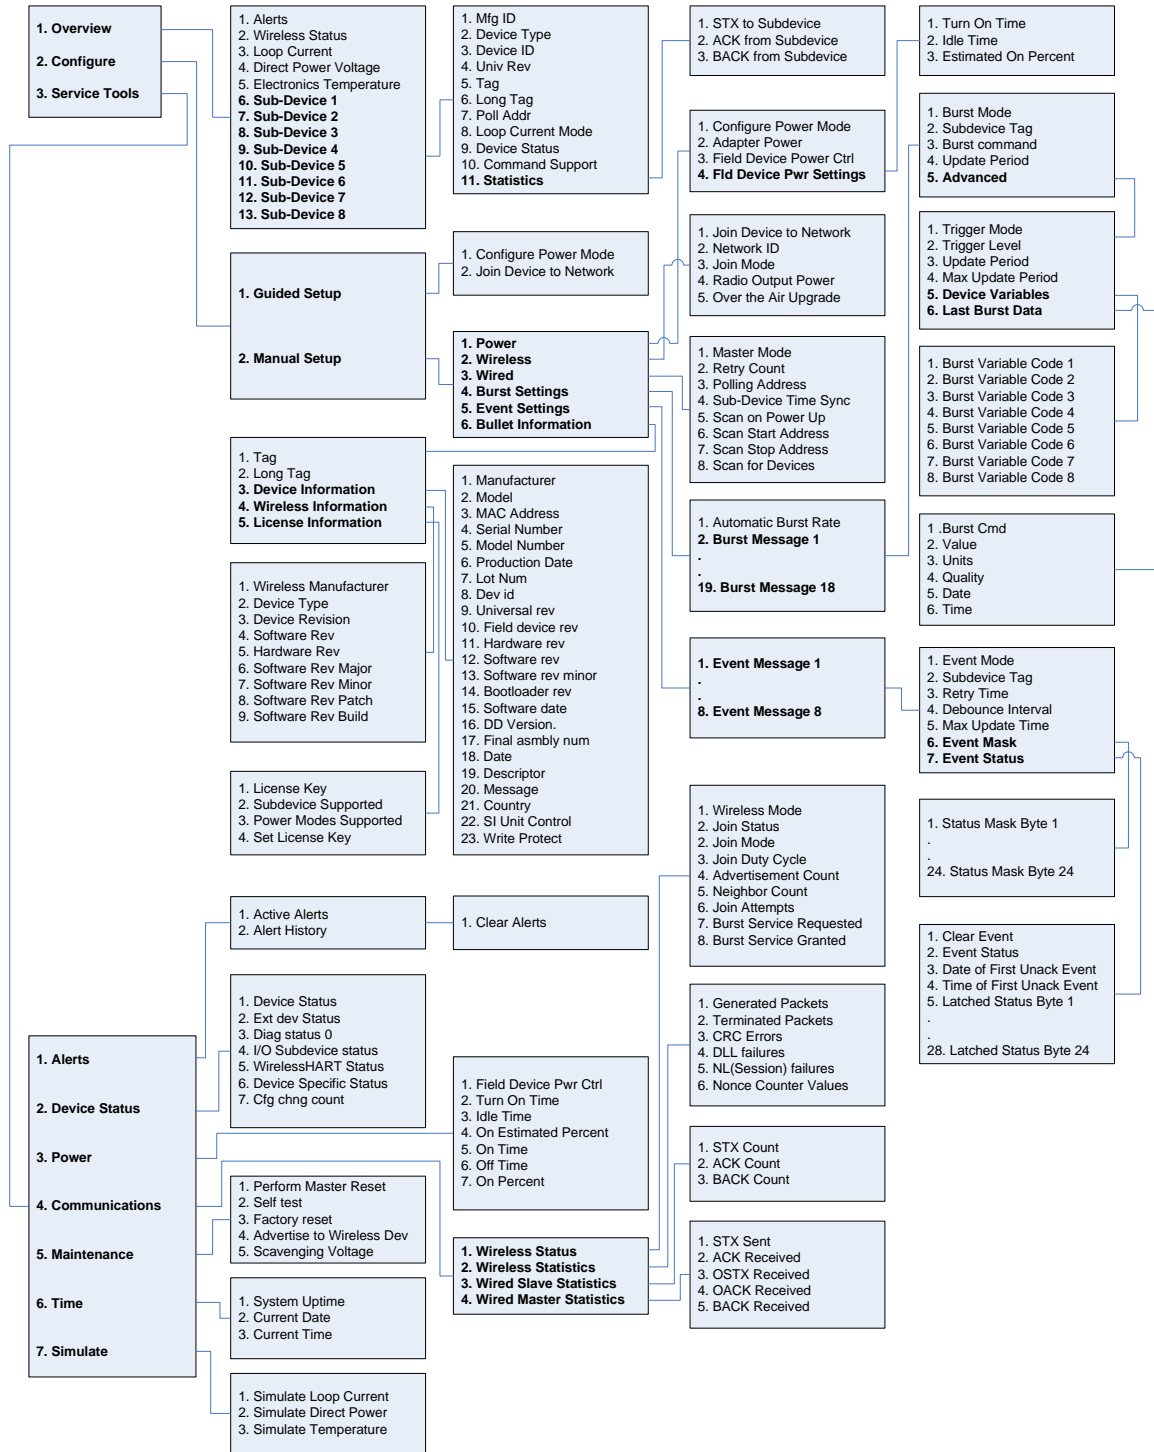 1. Overview
2. Configure
3. Service Tools
1. Alerts
2. Wireless Status
3. Loop Current
4. Direct Power Voltage
5. Electronics Temperature
6. Sub-Device 1
7. Sub-Device 2
8. Sub-Device 3
9. Sub-Device 4
10. Sub-Device 5
11. Sub-Device 6
12. Sub-Device 7
13. Sub-Device 8
1. Mfg ID
2. Device Type
3. Device ID
4. Univ Rev
5. Tag
6. Long Tag
7. Poll Addr
8. Loop Current Mode
9. Device Status
10. Command Support
11. Statistics
1. STX to Subdevice
2. ACK from Subdevice
3. BACK from Subdevice
1. Turn On Time
2. Idle Time
3. Estimated On Percent
1. Configure Power Mode
2. Adapter Power
3. Field Device Power Ctrl
4. Fld Device Pwr Settings
1. Burst Mode
2. Subdevice Tag
3. Burst command
4. Update Period
5. Advanced
1. Guided Setup
2. Manual Setup
1. Configure Power Mode
2. Join Device to Network
1. Join Device to Network
2. Network ID
3. Join Mode
4. Radio Output Power
5. Over the Air Upgrade
1. Trigger Mode
2. Trigger Level
3. Update Period
4. Max Update Period
5. Device Variables
6. Last Burst Data
1. Power
2. Wireless
3. Wired
4. Burst Settings
5. Event Settings
6. Bullet Information
1. Master Mode
2. Retry Count
3. Polling Address
4. Sub-Device Time Sync
5. Scan on Power Up
6. Scan Start Address
7. Scan Stop Address
8. Scan for Devices
1. Burst Variable Code 1
2. Burst Variable Code 2
3. Burst Variable Code 3
4. Burst Variable Code 4
5. Burst Variable Code 5
6. Burst Variable Code 6
7. Burst Variable Code 7
8. Burst Variable Code 8
1. Tag
2. Long Tag
3. Device Information
4. Wireless Information
5. License Information
1. Manufacturer
2. Model
3. MAC Address
4. Serial Number
5. Model Number
6. Production Date
7. Lot Num
8. Dev id
9. Universal rev
10. Field device rev
11. Hardware rev
12. Software rev
13. Software rev minor
14. Bootloader rev
15. Software date
16. DD Version.
17. Final asmbly num
18. Date
19. Descriptor
20. Message
21. Country
22. SI Unit Control
23. Write Protect
1. Automatic Burst Rate
2. Burst Message 1
.
.
19. Burst Message 18
1 .Burst Cmd
2. Value
3. Units
4. Quality
5. Date
6. Time
1. Wireless Manufacturer
2. Device Type
3. Device Revision
4. Software Rev
5. Hardware Rev
6. Software Rev Major
7. Software Rev Minor
8. Software Rev Patch
9. Software Rev Build
1. Event Message 1
.
.
8. Event Message 8
1. Event Mode
2. Subdevice Tag
3. Retry Time
4. Debounce Interval
5. Max Update Time
6. Event Mask
7. Event Status
1. License Key
2. Subdevice Supported
3. Power Modes Supported
4. Set License Key
1. Wireless Mode
2. Join Status
2. Join Mode
3. Join Duty Cycle
4. Advertisement Count
5. Neighbor Count
6. Join Attempts
7. Burst Service Requested
8. Burst Service Granted
1. Status Mask Byte 1
.
.
24. Status Mask Byte 24
1. Active Alerts
2. Alert History
1. Clear Alerts
1. Clear Event
2. Event Status
3. Date of First Unack Event
4. Time of First Unack Event
5. Latched Status Byte 1
.
.
28. Latched Status Byte 24
1. Device Status
2. Ext dev Status
3. Diag status 0
4. I/O Subdevice status
5. WirelessHART Status
6. Device Specific Status
7. Cfg chng count
1. Generated Packets
2. Terminated Packets
3. CRC Errors
4. DLL failures
5. NL(Session) failures
6. Nonce Counter Values
1. Alerts
2. Device Status
3. Power
4. Communications
5. Maintenance
6. Time
7. Simulate
1. Field Device Pwr Ctrl
2. Turn On Time
3. Idle Time
4. On Estimated Percent
5. On Time
6. Off Time
7. On Percent
1. STX Count
2. ACK Count
3. BACK Count
1. Perform Master Reset
2. Self test
3. Factory reset
4. Advertise to Wireless Dev
5. Scavenging Voltage
1. Wireless Status
2. Wireless Statistics
3. Wired Slave Statistics
4. Wired Master Statistics
1. STX Sent
2. ACK Received
3. OSTX Received
4. OACK Received
5. BACK Received
1. System Uptime
2. Current Date
3. Current Time
1. Simulate Loop Current
2. Simulate Direct Power
3. Simulate Temperature